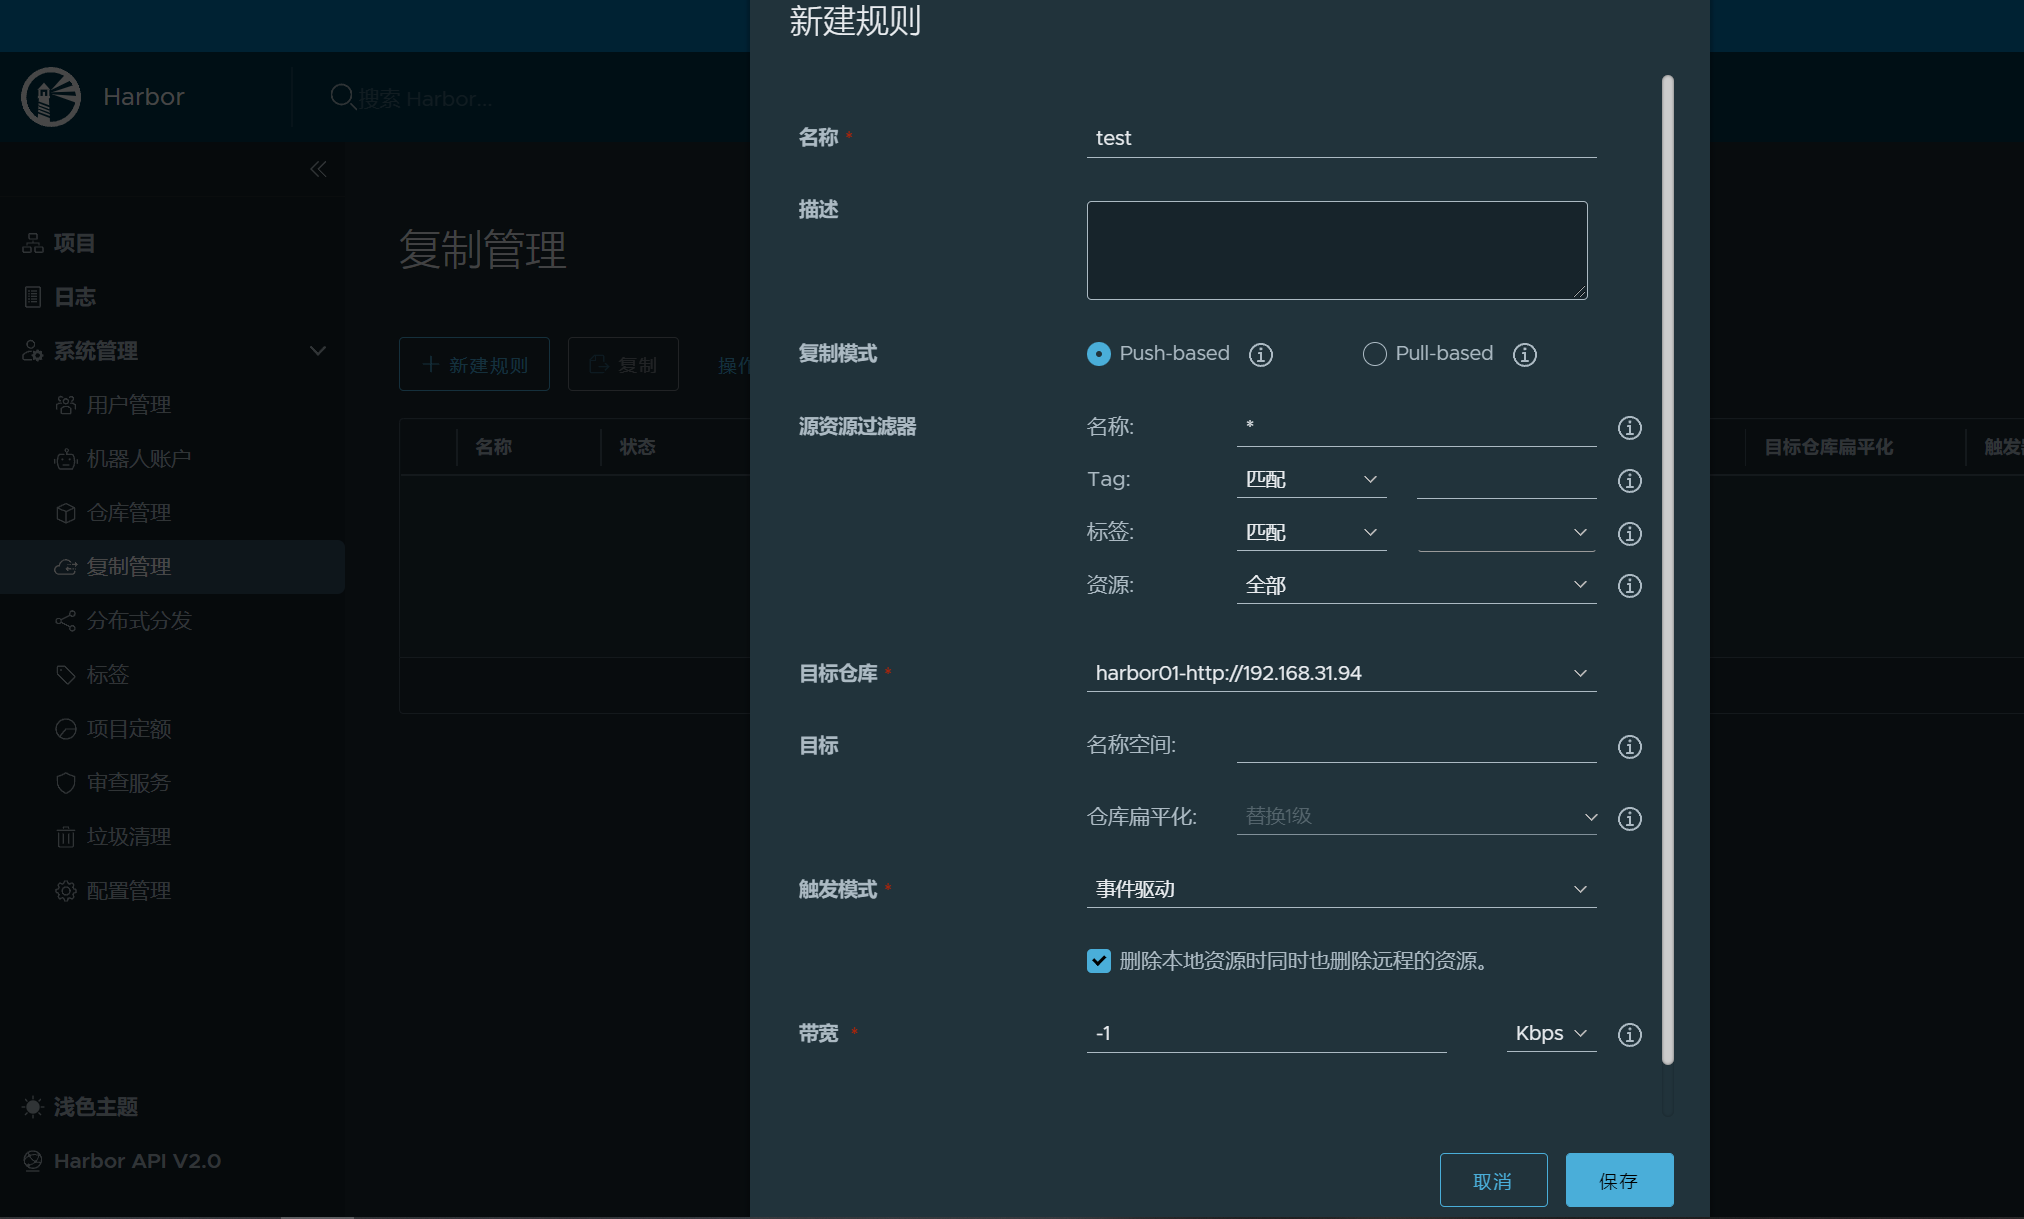 新建规则
Harbor
搜索 Harbor...
项目
日志
系统管理
用户管理
机器人账户
仓库管理
复制管理
分布式分发
标签
项目定额
审查服务
垃圾清理
配置管理
浅色主题
Harbor API V2.0
复制管理
新建规则
复制
操作
名称
状态
目标仓库扁平化
名称 *
test
描述
复制模式
Push-based
Pull-based
源资源过滤器
名称: *
Tag: 匹配
标签: 匹配
资源: 全部
目标仓库 *
harbor01-http://192.168.31.94
目标
名称空间:
仓库扁平化: 替换1级
触发模式 *
事件驱动
删除本地资源时同时也删除远程的资源。
带宽 *
-1 Kbps
取消
保存